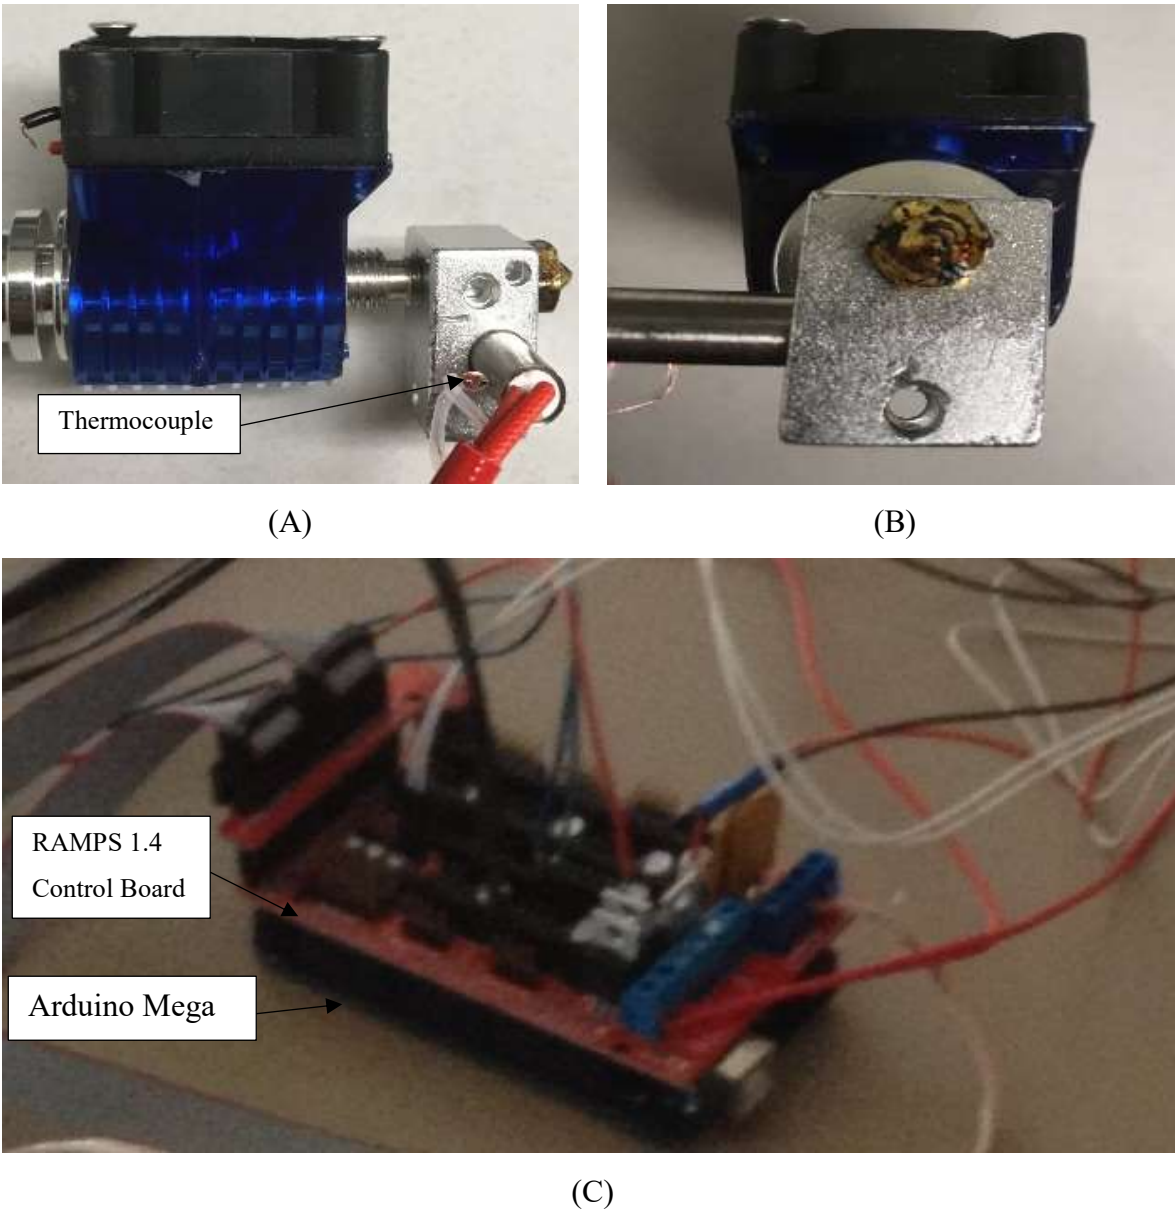 Thermocouple
(A)
(B)
RAMPS 1.4
Control Board
Arduino Mega
(C)